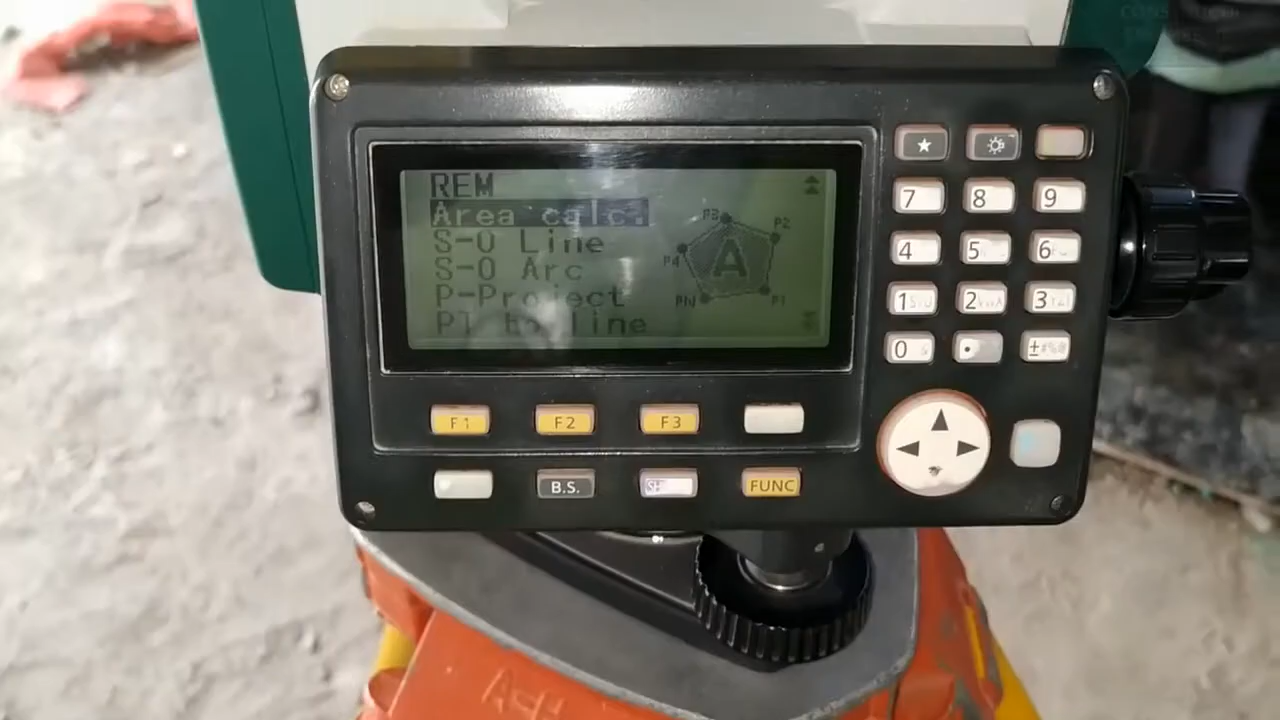 REM
Area calc.
S-O Line
S-O Arc
P-Project
PT to line
P3
P2
P4
A
PN
P1
★
7 8 9
4 5 6
1 2 3
0 . ±#%@
F1 F2 F3
B.S. FUNC